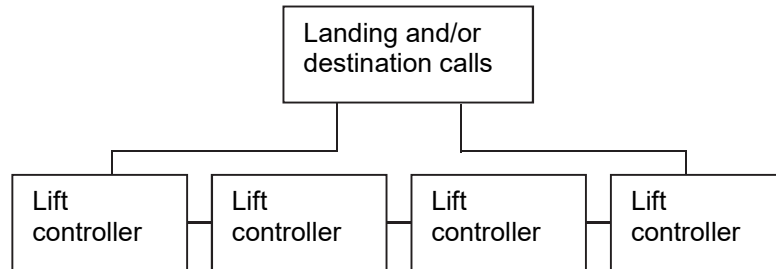 Landing and/or
destination calls
Lift
controller
Lift
controller
Lift
controller
Lift
controller